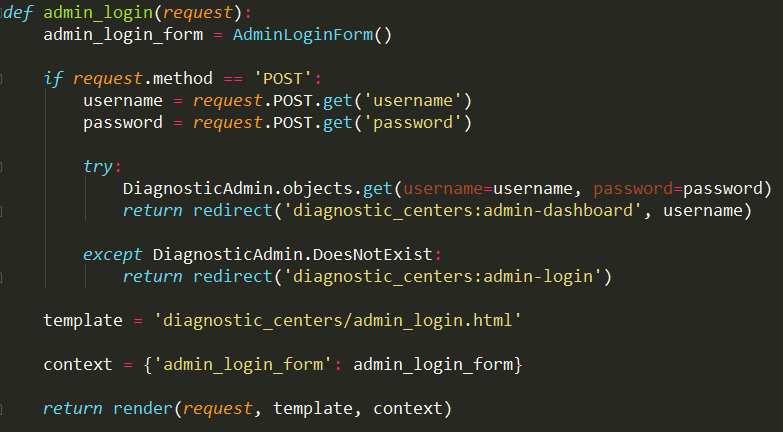 def admin_login(request):
    admin_login_form = AdminLoginForm()
    if request.method == 'POST':
        username = request.POST.get('username')
        password = request.POST.get('password')
        try:
            DiagnosticAdmin.objects.get(username=username, password=password)
            return redirect('diagnostic_centers:admin-dashboard', username)
        except DiagnosticAdmin.DoesNotExist:
            return redirect('diagnostic_centers:admin-login')
    template = 'diagnostic_centers/admin_login.html'
    context = {'admin_login_form': admin_login_form}
    return render(request, template, context)